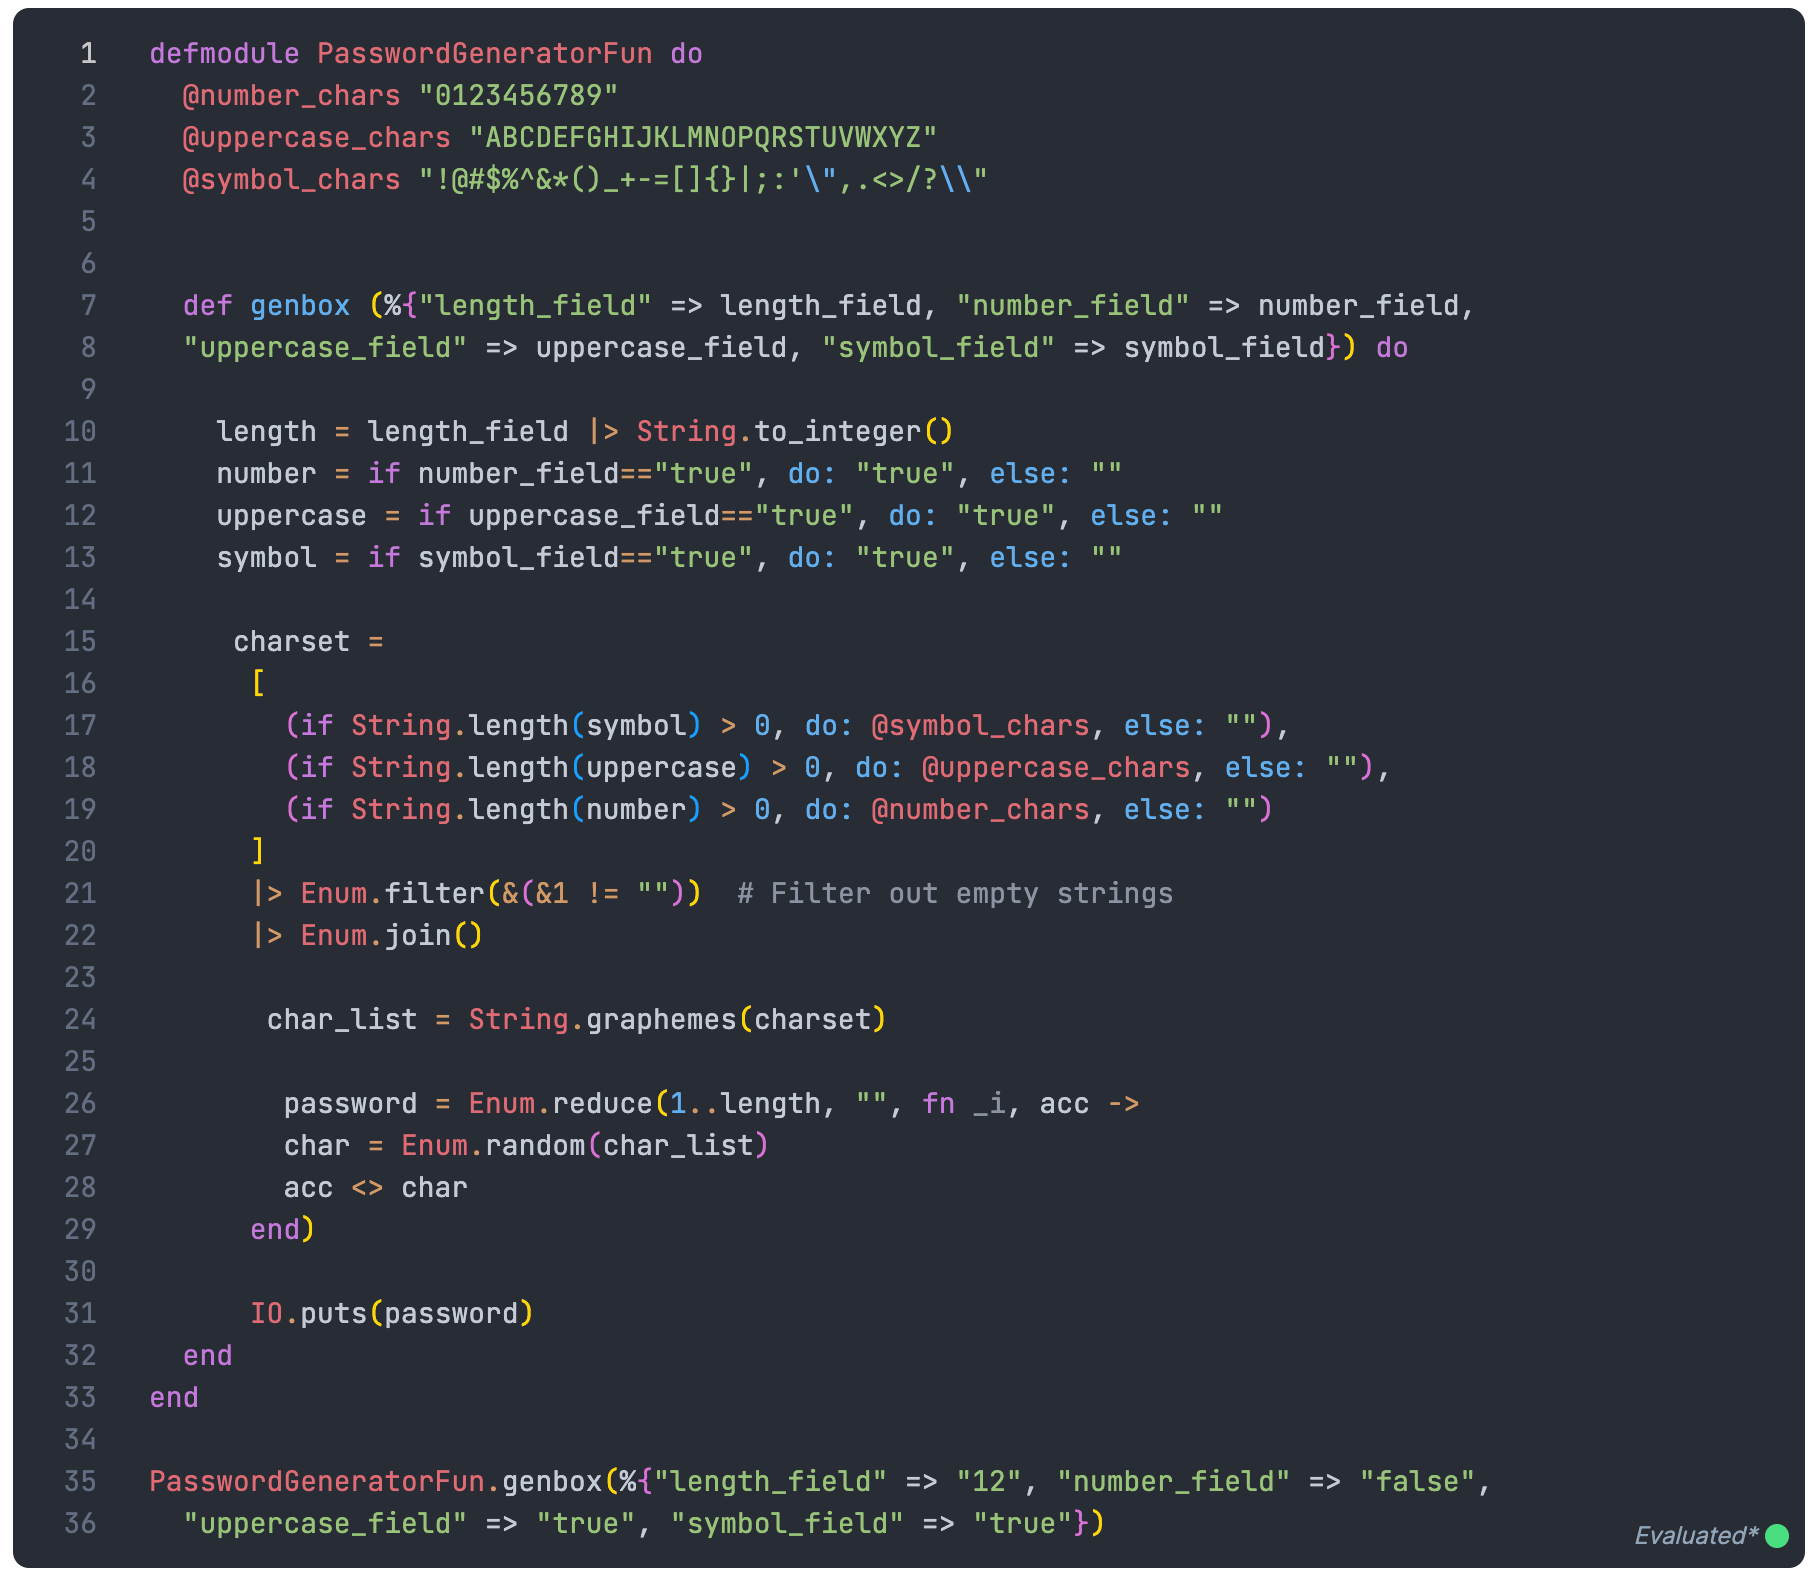 1 defmodule PasswordGeneratorFun do
2   @number_chars "0123456789"
3   @uppercase_chars "ABCDEFGHIJKLMNOPQRSTUVWXYZ"
4   @symbol_chars "!@#$%^&*()_+-=[]{}|;:'\",.<>/?\\"
5
6
7   def genbox (%{"length_field" => length_field, "number_field" => number_field,
8   "uppercase_field" => uppercase_field, "symbol_field" => symbol_field}) do
9
10     length = length_field |> String.to_integer()
11     number = if number_field=="true", do: "true", else: ""
12     uppercase = if uppercase_field=="true", do: "true", else: ""
13     symbol = if symbol_field=="true", do: "true", else: ""
14
15      charset =
16       [
17         (if String.length(symbol) > 0, do: @symbol_chars, else: ""),
18         (if String.length(uppercase) > 0, do: @uppercase_chars, else: ""),
19         (if String.length(number) > 0, do: @number_chars, else: "")
20       ]
21       |> Enum.filter(&(&1 != ""))  # Filter out empty strings
22       |> Enum.join()
23
24        char_list = String.graphemes(charset)
25
26         password = Enum.reduce(1..length, "", fn _i, acc ->
27         char = Enum.random(char_list)
28         acc <> char
29       end)
30
31       IO.puts(password)
32   end
33 end
34
35 PasswordGeneratorFun.genbox(%{"length_field" => "12", "number_field" => "false",
36   "uppercase_field" => "true", "symbol_field" => "true"})
Evaluated*